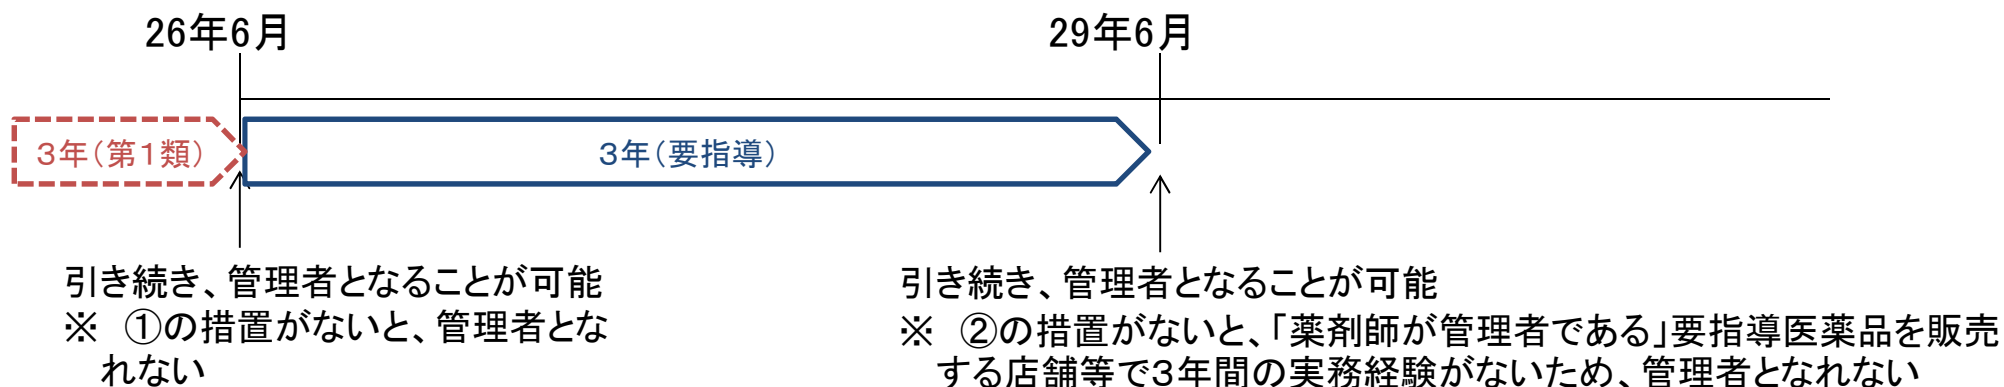 26年6月
29年6月
３年（第１類）
３年（要指導）
引き続き、管理者となることが可能
※　①の措置がないと、管理者とな
れない
引き続き、管理者となることが可能
※　②の措置がないと、「薬剤師が管理者である」要指導医薬品を販売
する店舗等で３年間の実務経験がないため、管理者となれない